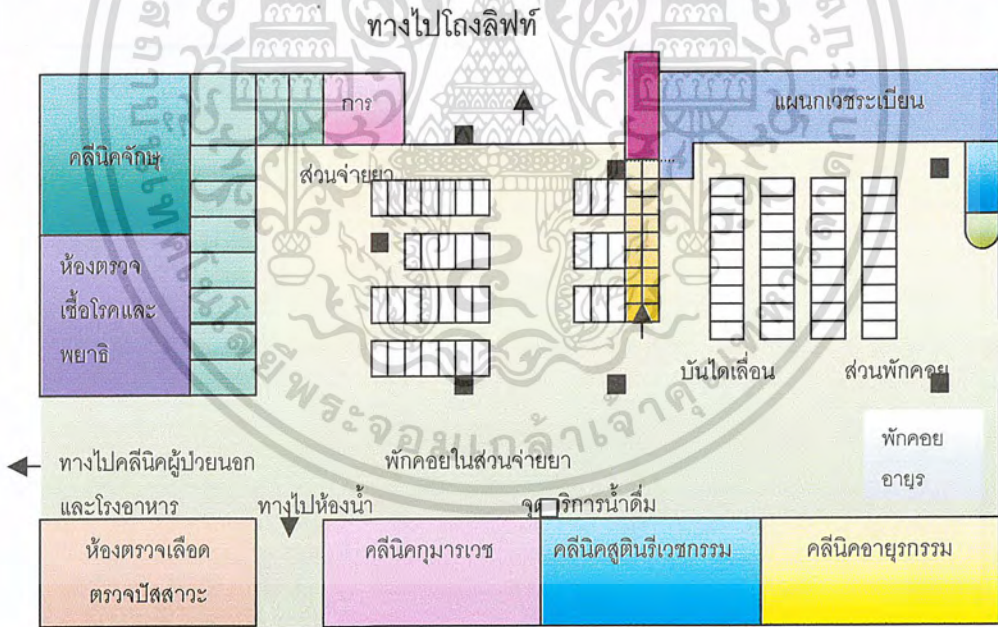 ทางไปโถงลิฟท์
การ
แผนกเวชระเบียน
คลีนิคจักษุ
ส่วนจ่ายยา
ห้องตรวจ
เชื้อโรคและ
พยาธิ
บันไดเลื่อน
ส่วนพักคอย
พักคอย
อายุร
ทางไปคลีนิคผู้ป่วยนอก
และโรงอาหาร
พักคอยในส่วนจ่ายยา
ทางไปห้องน้ำ
จุดบริการน้ำดื่ม
ห้องตรวจเลือด
ตรวจปัสสาวะ
คลีนิคกุมารเวช
คลีนิคสูตินรีเวชกรรม
คลีนิคอายุรกรรม